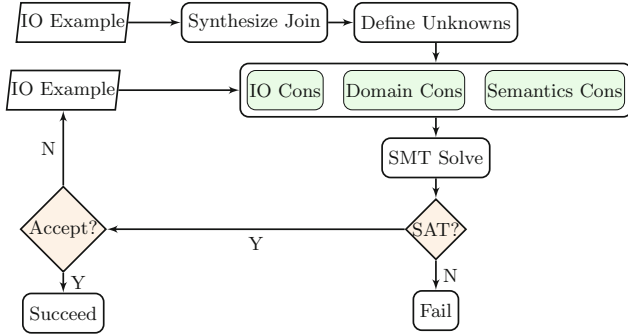 IO Example
Synthesize Join
Define Unknowns
IO Example
IO Cons
Domain Cons
Semantics Cons
N
SMT Solve
Accept?
Y
SAT?
Y
N
Succeed
Fail